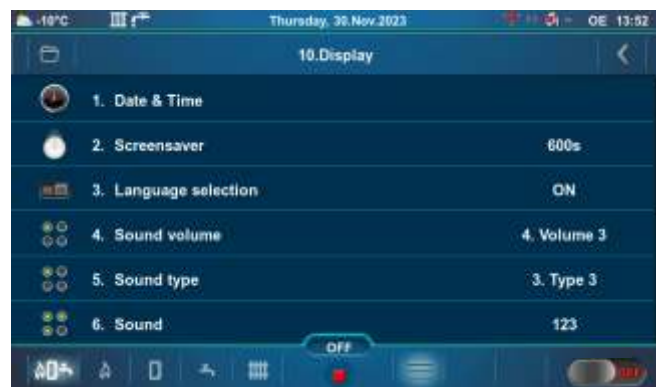 -10°C Thursday, 30.Nov.2023 OE 13:52
10.Display
1. Date & Time
2. Screensaver 600s
3. Language selection ON
4. Sound volume 4. Volume 3
5. Sound type 3. Type 3
6. Sound 123
OFF
OFF